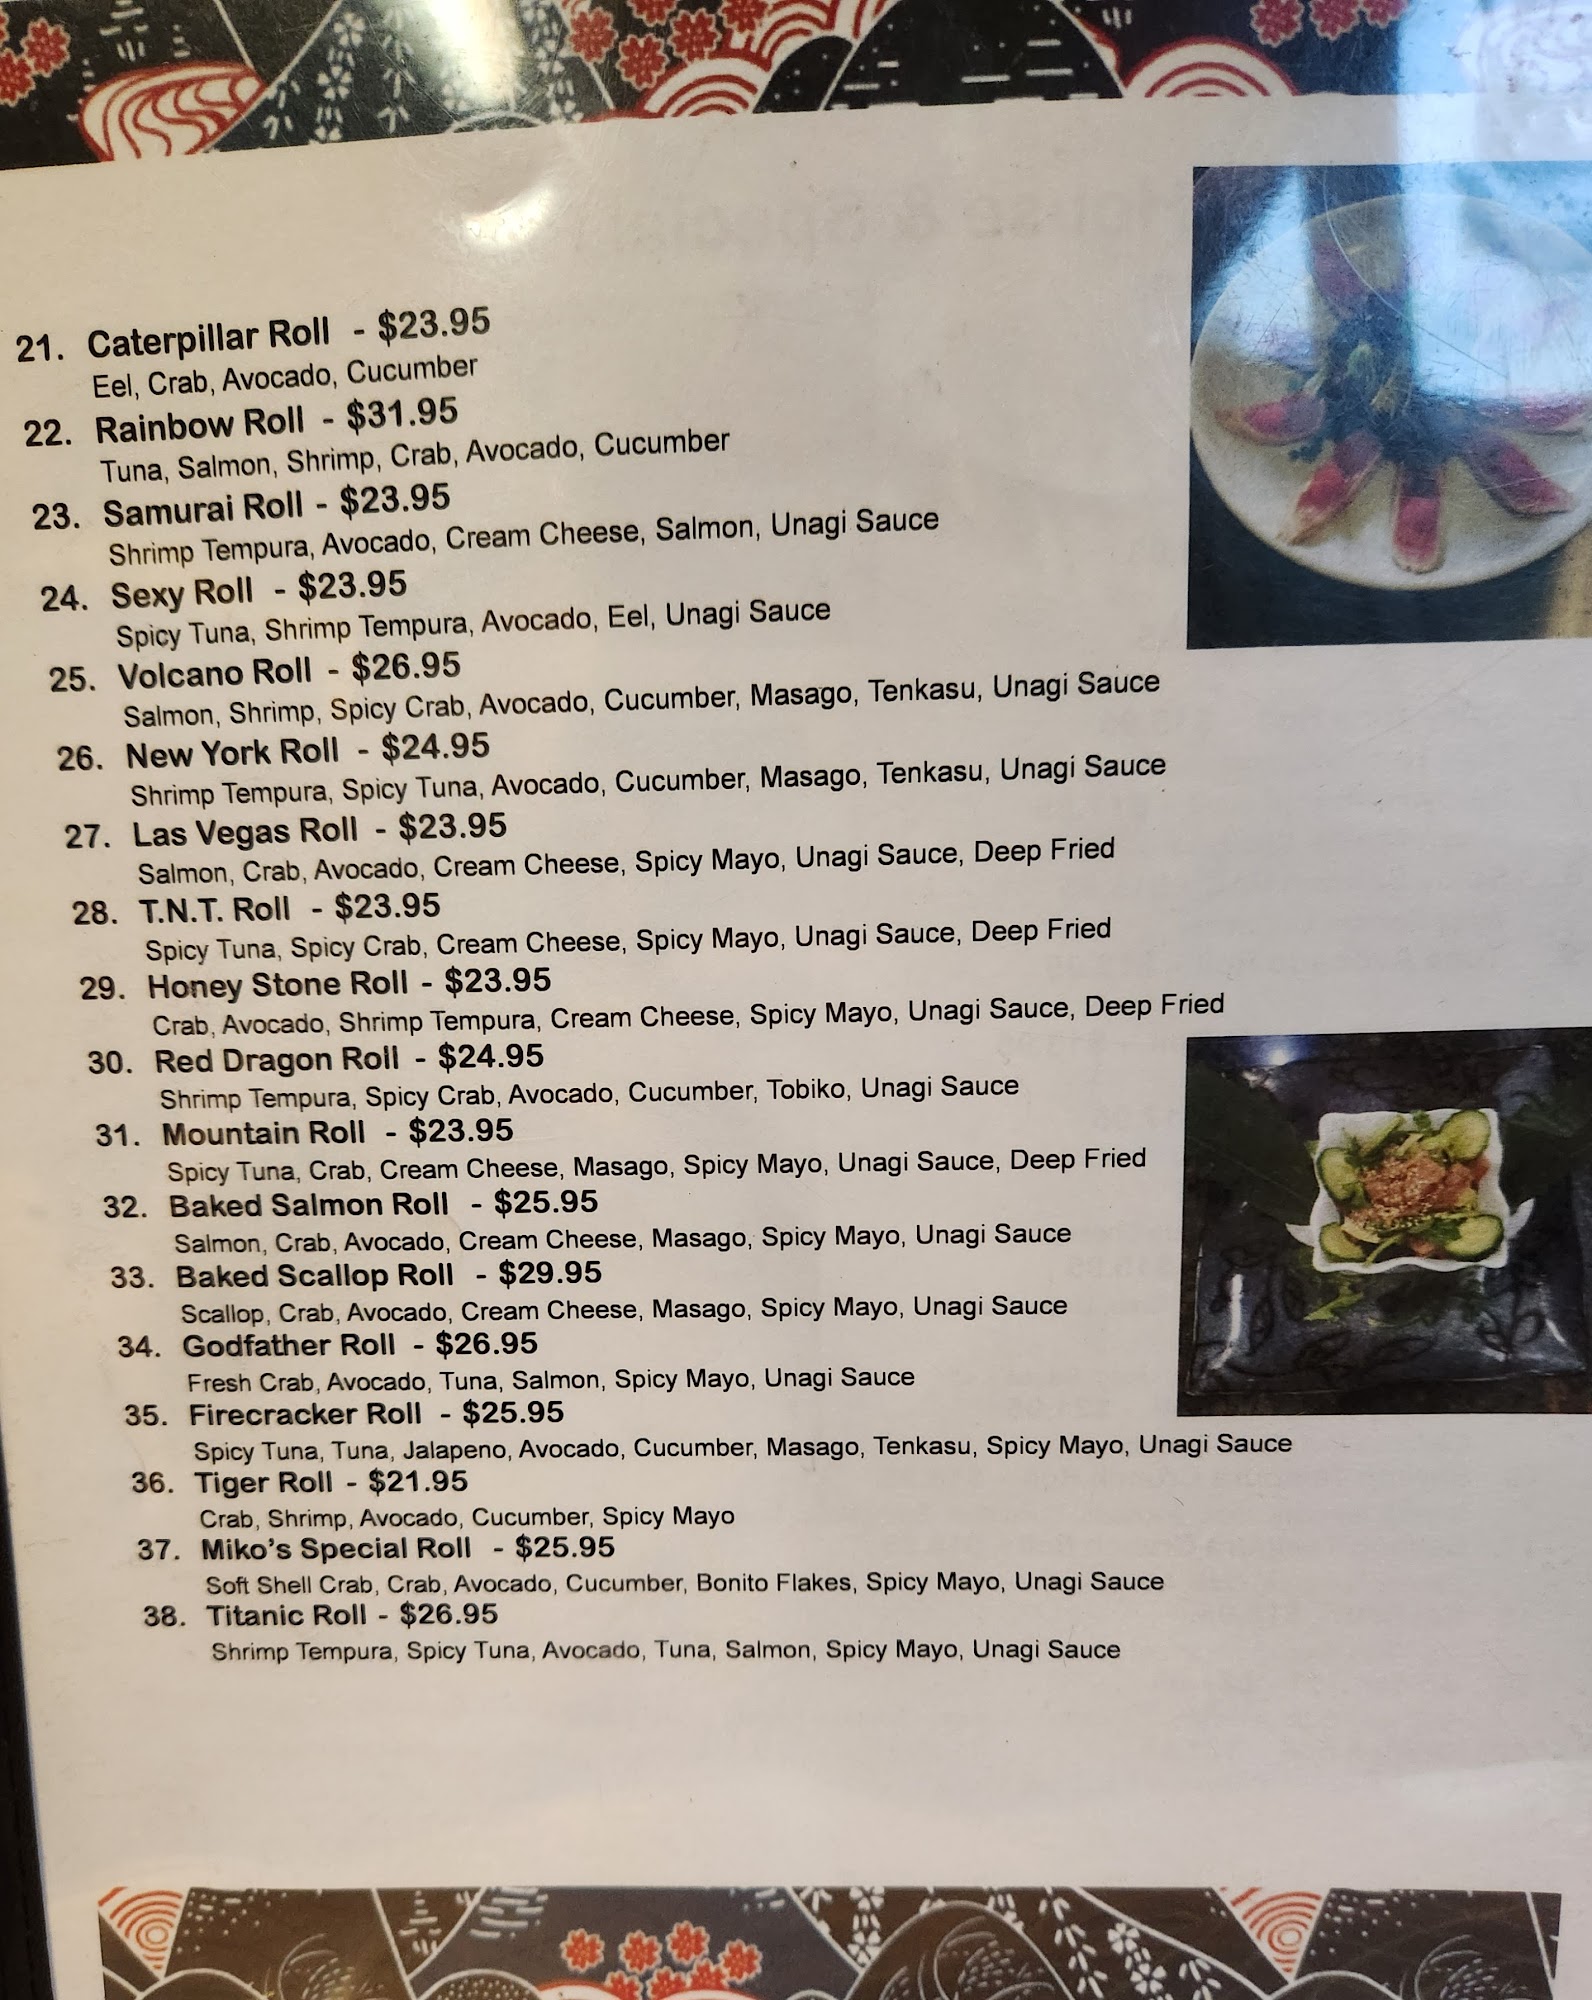 21. Caterpillar Roll - $23.95
Eel, Crab, Avocado, Cucumber
22. Rainbow Roll - $31.95
Tuna, Salmon, Shrimp, Crab, Avocado, Cucumber
23. Samurai Roll - $23.95
Shrimp Tempura, Avocado, Cream Cheese, Salmon, Unagi Sauce
24. Sexy Roll - $23.95
Spicy Tuna, Shrimp Tempura, Avocado, Eel, Unagi Sauce
25. Volcano Roll - $26.95
Salmon, Shrimp, Spicy Crab, Avocado, Cucumber, Masago, Tenkasu, Unagi Sauce
26. New York Roll - $24.95
Shrimp Tempura, Spicy Tuna, Avocado, Cucumber, Masago, Tenkasu, Unagi Sauce
27. Las Vegas Roll - $23.95
Salmon, Crab, Avocado, Cream Cheese, Spicy Mayo, Unagi Sauce, Deep Fried
28. T.N.T. Roll - $23.95
Spicy Tuna, Spicy Crab, Cream Cheese, Spicy Mayo, Unagi Sauce, Deep Fried
29. Honey Stone Roll - $23.95
Crab, Avocado, Shrimp Tempura, Cream Cheese, Spicy Mayo, Unagi Sauce, Deep Fried
30. Red Dragon Roll - $24.95
Shrimp Tempura, Spicy Crab, Avocado, Cucumber, Tobiko, Unagi Sauce
31. Mountain Roll - $23.95
Spicy Tuna, Crab, Cream Cheese, Masago, Spicy Mayo, Unagi Sauce, Deep Fried
32. Baked Salmon Roll - $25.95
Salmon, Crab, Avocado, Cream Cheese, Masago, Spicy Mayo, Unagi Sauce
33. Baked Scallop Roll - $29.95
Scallop, Crab, Avocado, Cream Cheese, Masago, Spicy Mayo, Unagi Sauce
34. Godfather Roll - $26.95
Fresh Crab, Avocado, Tuna, Salmon, Spicy Mayo, Unagi Sauce
35. Firecracker Roll - $25.95
Spicy Tuna, Tuna, Jalapeno, Avocado, Cucumber, Masago, Tenkasu, Spicy Mayo, Unagi Sauce
36. Tiger Roll - $21.95
Crab, Shrimp, Avocado, Cucumber, Spicy Mayo
37. Miko's Special Roll - $25.95
Soft Shell Crab, Crab, Avocado, Cucumber, Bonito Flakes, Spicy Mayo, Unagi Sauce
38. Titanic Roll - $26.95
Shrimp Tempura, Spicy Tuna, Avocado, Tuna, Salmon, Spicy Mayo, Unagi Sauce